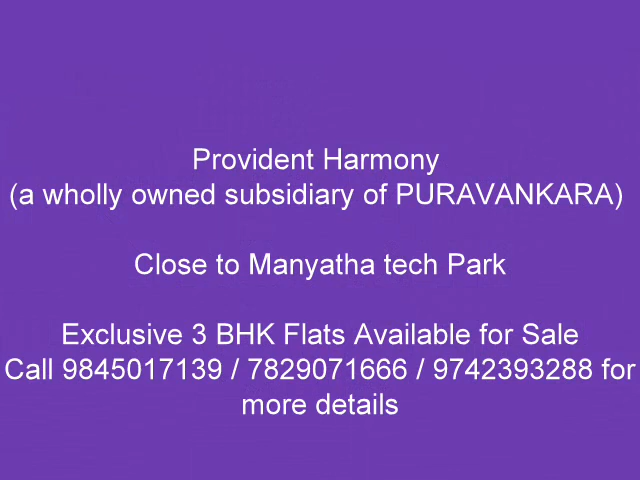 Provident Harmony
(a wholly owned subsidiary of PURAVANKARA)
Close to Manyatha tech Park
Exclusive 3 BHK Flats Available for Sale
Call 9845017139 / 7829071666 / 9742393288 for
more details